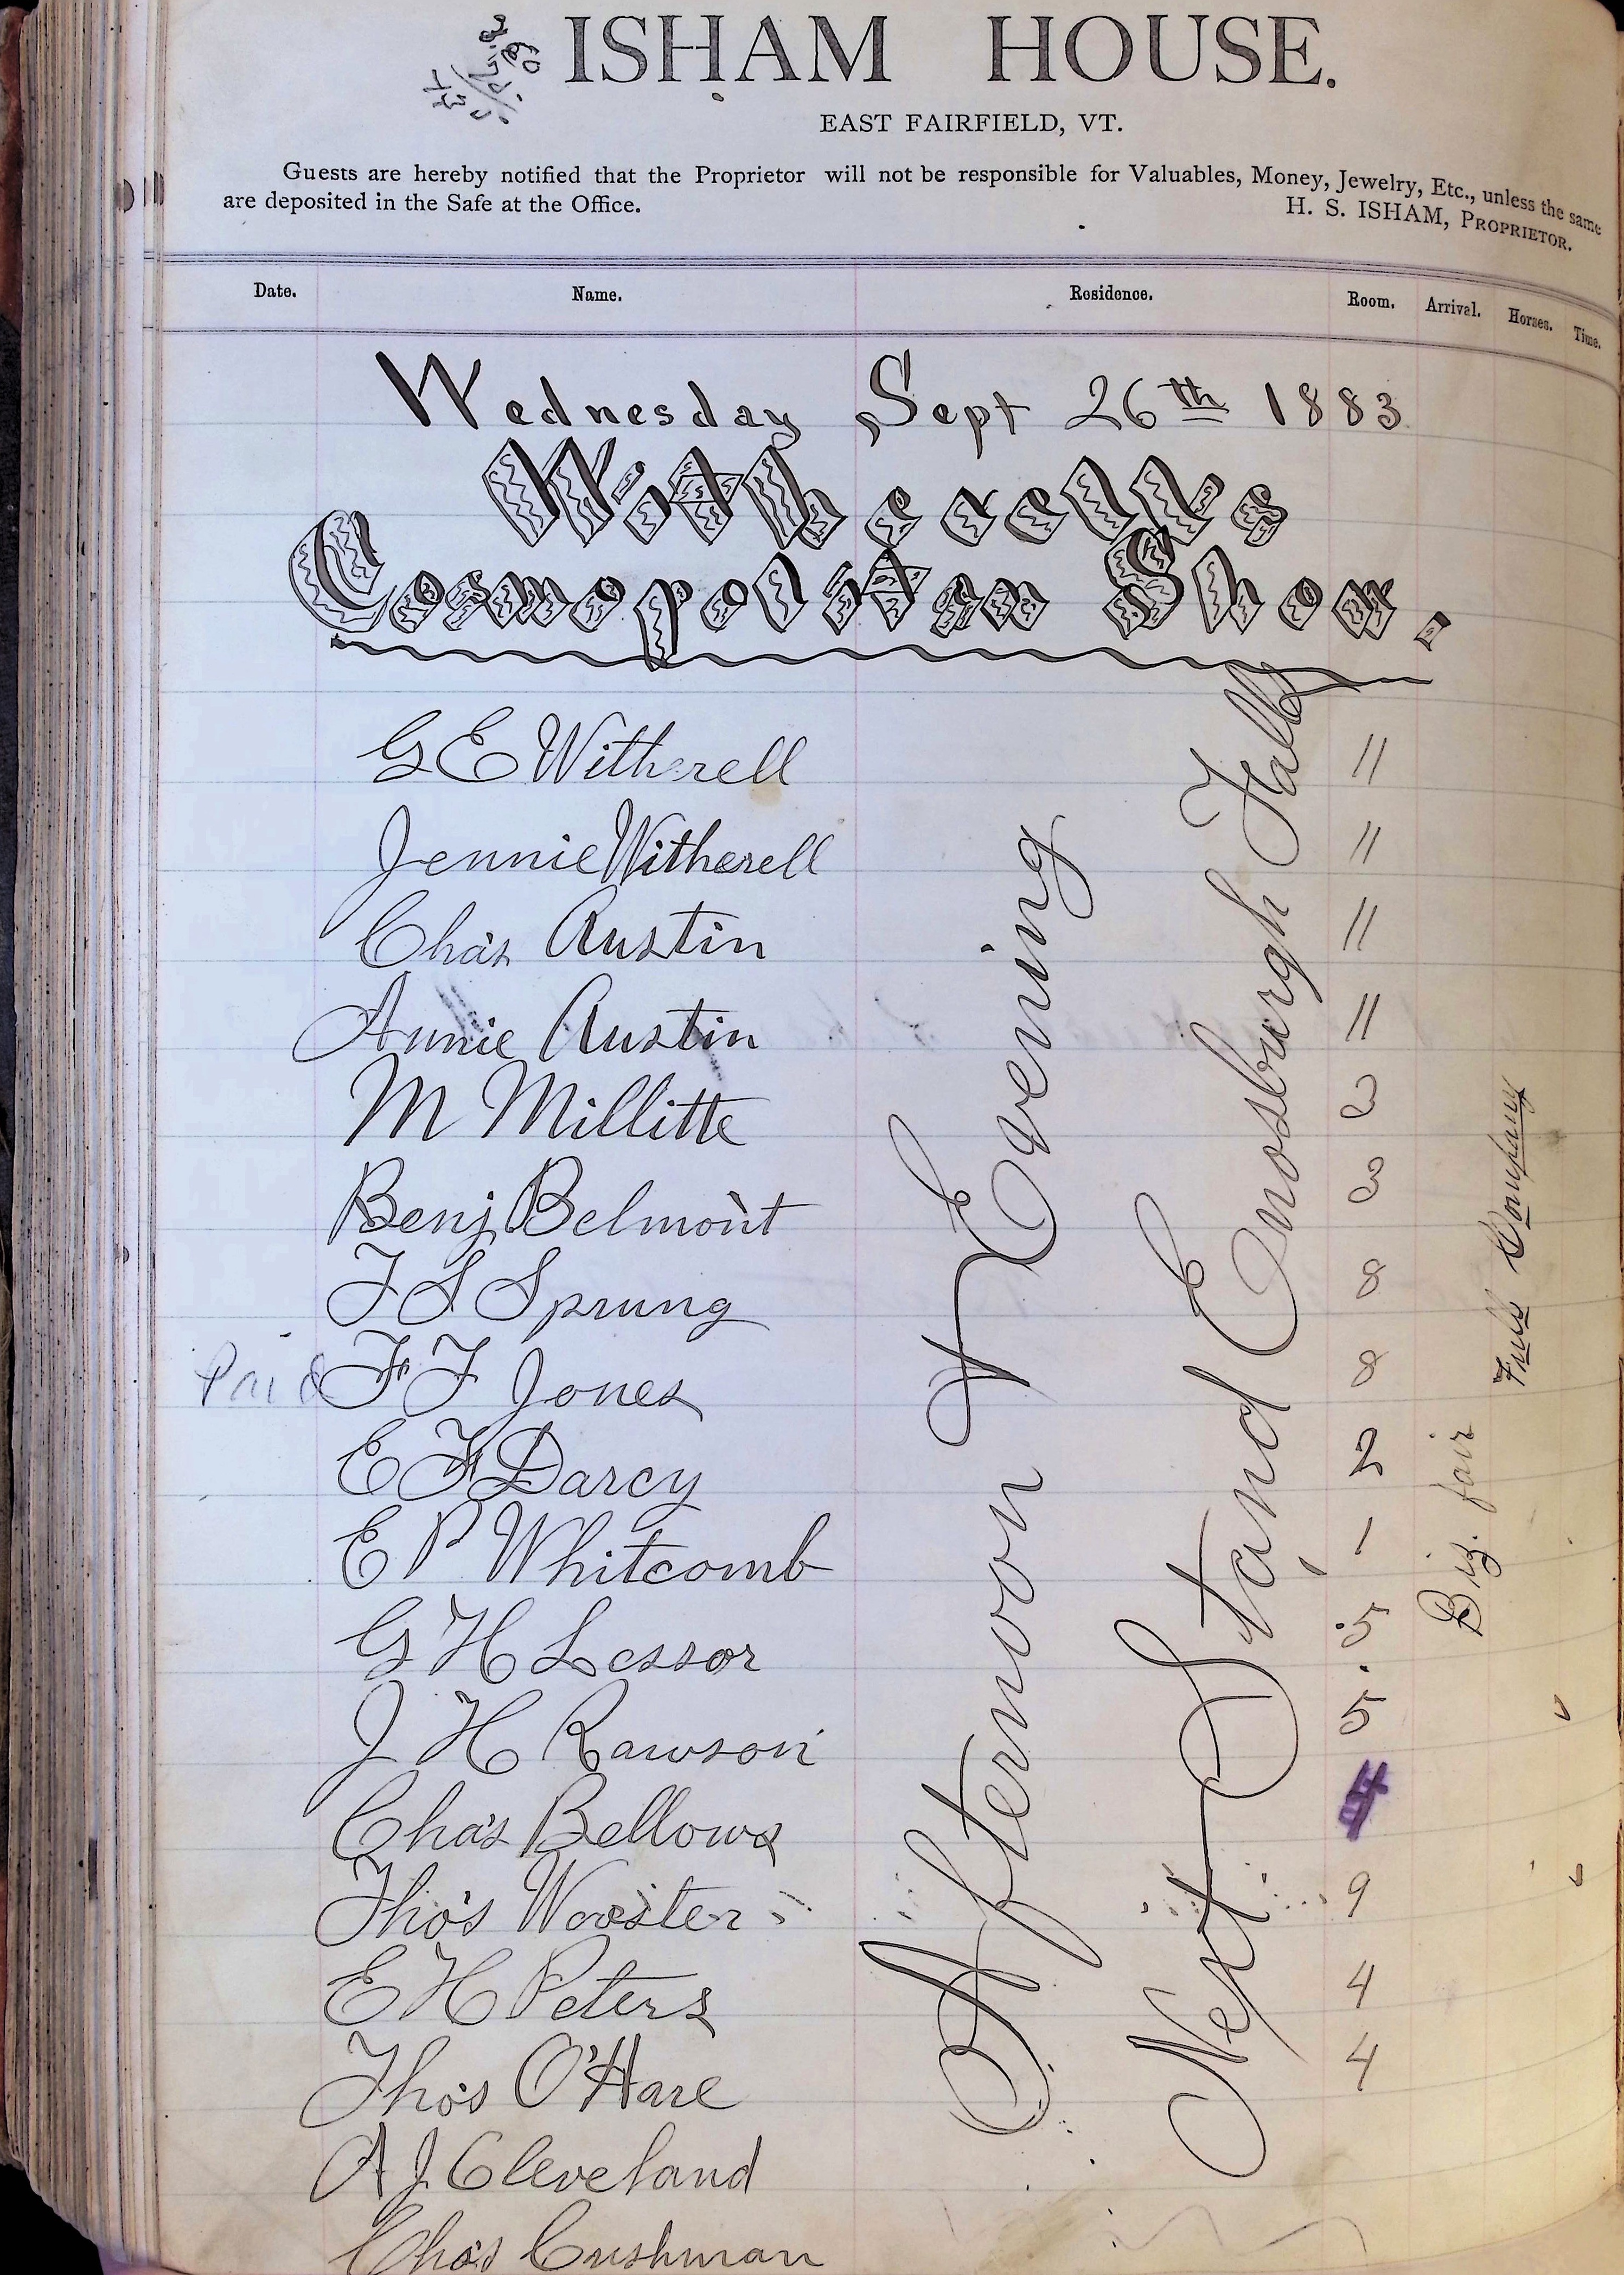 ISHAM HOUSE.
EAST FAIRFIELD, VT.
Guests are hereby notified that the Proprietor will not be responsible for Valuables, Money, Jewelry, Etc., unless the same
are deposited in the Safe at the Office.
H. S. ISHAM, PROPRIETOR.
Date. Name. Residence. Room. Arrival. Horses. Time.
Wednesday Sept 26th 1883
Witherell's
Cosmopolitan Show.
G E Witherell 11
Jennie Witherell 11
Chas Austin 11
Annie Austin 11
M Millitte 3
Benj Belmont 3
F S Sprung 8
Paid F F Jones 8
E F Darcy 2
E P Whitcomb 1
G H Lessor 5
J H Rawson 5
Chas Bellows
Tho's Wooster 9
E H Peters 4
Tho's O'Hare 4
A J Cleveland
Chas Cushman
Afternoon & Evening
Next Stand Enosburgh Falls
Biz. fair
Full Company